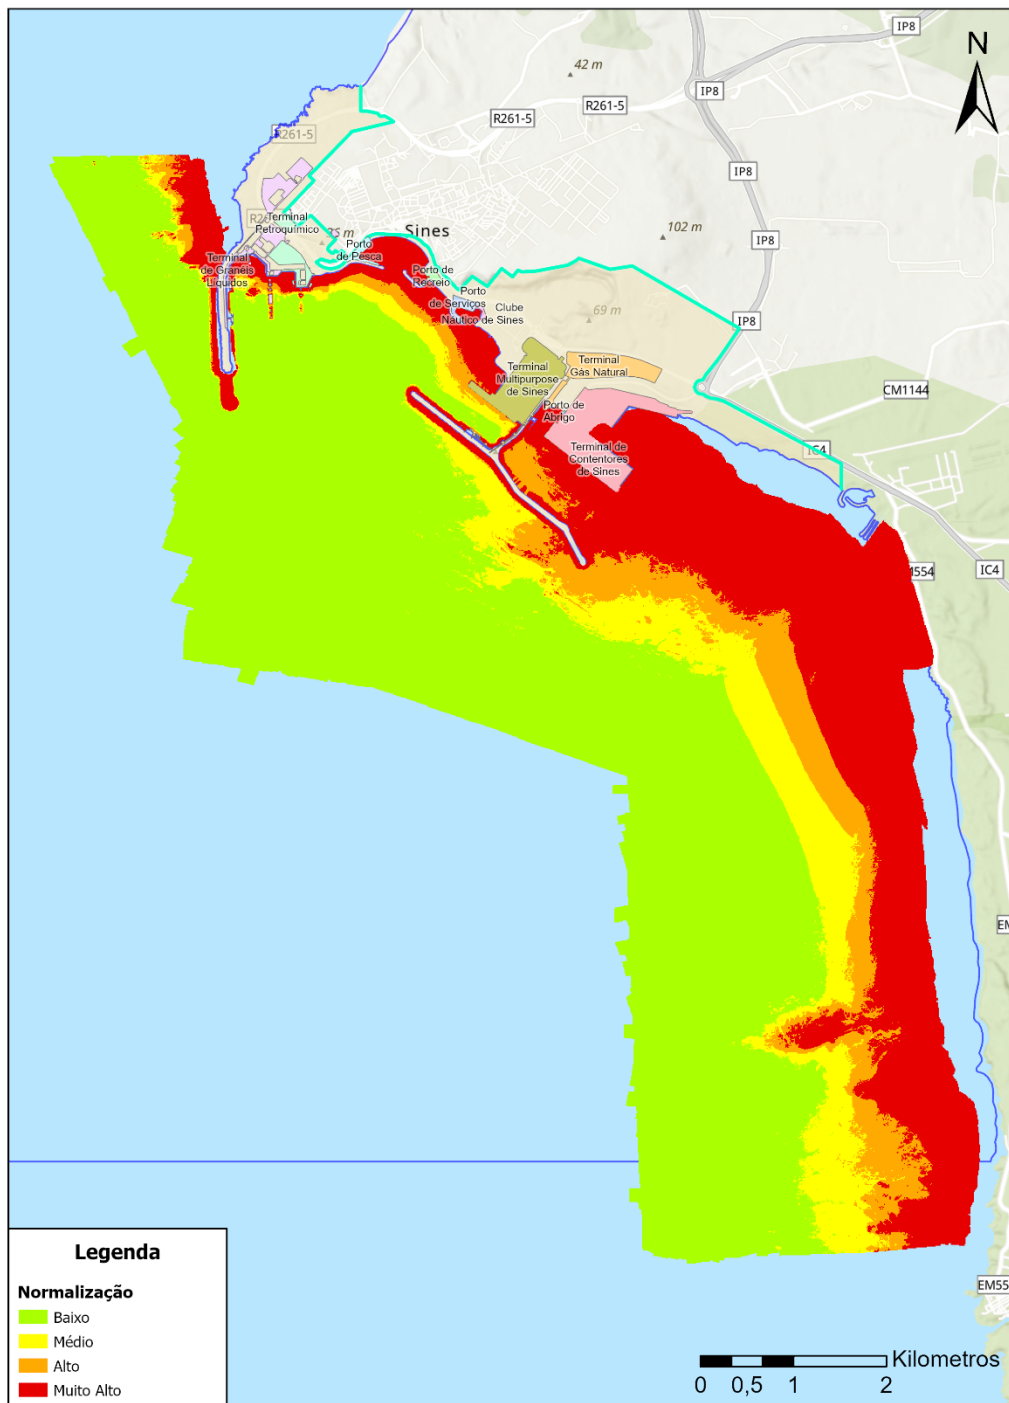 IP8
N
42 m
IP8
R261-5
R261-5
R261-5
IP8
Terminal
Petroquímico
Sines
102 m
IP8
Porto
de Pesca
Terminal
de Granéis
Líquidos
Porto de
Recreio
Porto
de Serviços
Clube
Náutico de Sines
69 m
IP8
Terminal
Multipurpose
de Sines
Terminal
Gás Natural
CM1144
Porto de
Abrigo
Terminal de
Contentores
de Sines
IC4
IC4
EM55
Legenda
Normalização
Baixo
Médio
Alto
Muito Alto
Kilometros
0 0,5 1 2